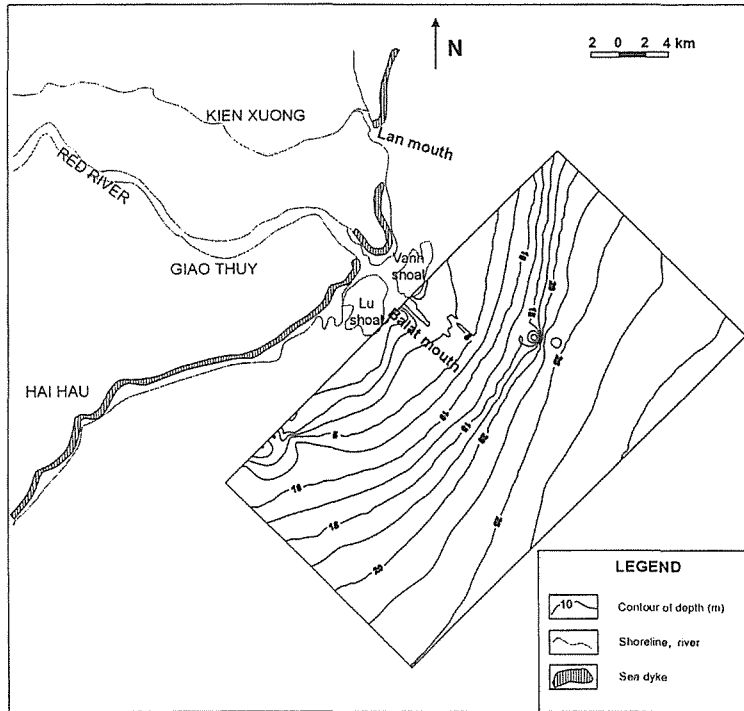 N
2 0 2 4 km
KIEN XUONG
Lan mouth
RED RIVER
GIAO THUY
Vanh
shoal
Lu
shoal
Balat mouth
HAI HAU
20
20
LEGEND
10 Contour of depth (m)
Shoreline, river
Sea dyke